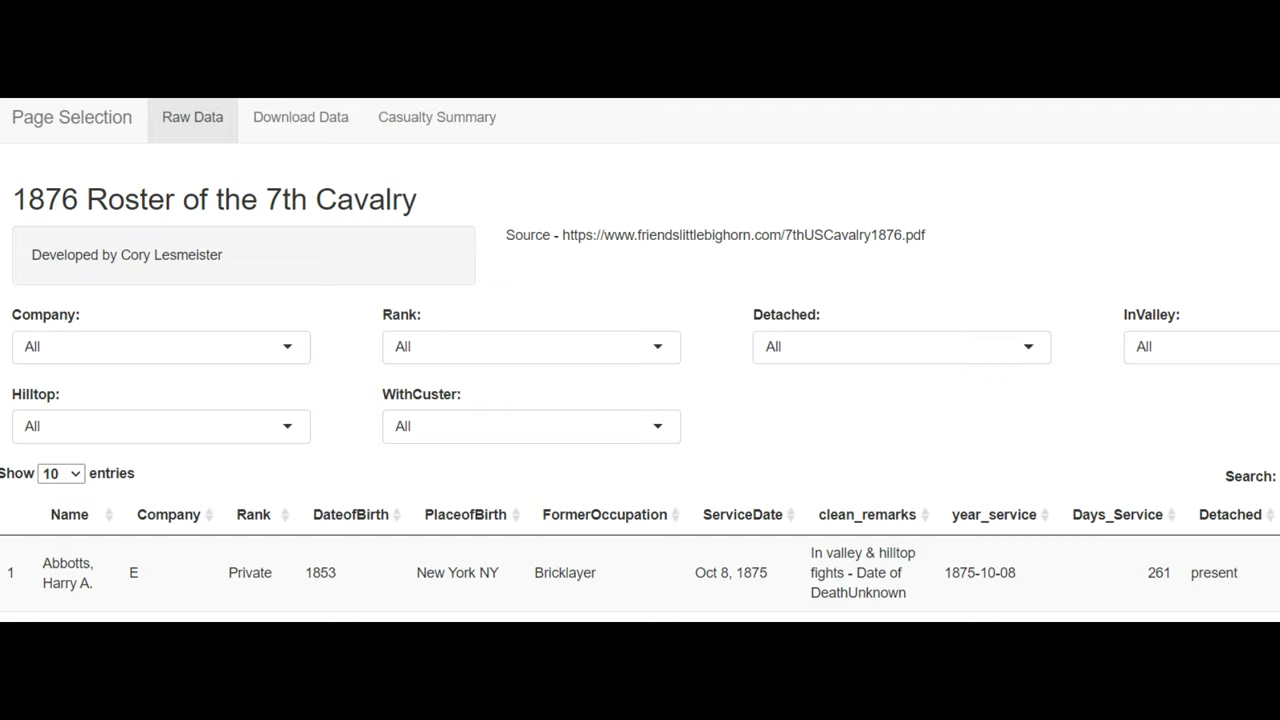 Page Selection Raw Data Download Data Casualty Summary
1876 Roster of the 7th Cavalry
Developed by Cory Lesmeister
Source - https://www.friendslittlebighorn.com/7thUSCavalry1876.pdf
Company: Rank: Detached: InValley:
All All All All
Hilltop: WithCuster:
All All
Show 10 entries
Search:
Name Company Rank DateofBirth PlaceofBirth FormerOccupation ServiceDate clean_remarks year_service Days_Service Detached
1 Abbotts, Harry A. E Private 1853 New York NY Bricklayer Oct 8, 1875 In valley & hilltop fights - Date of DeathUnknown 1875-10-08 261 present